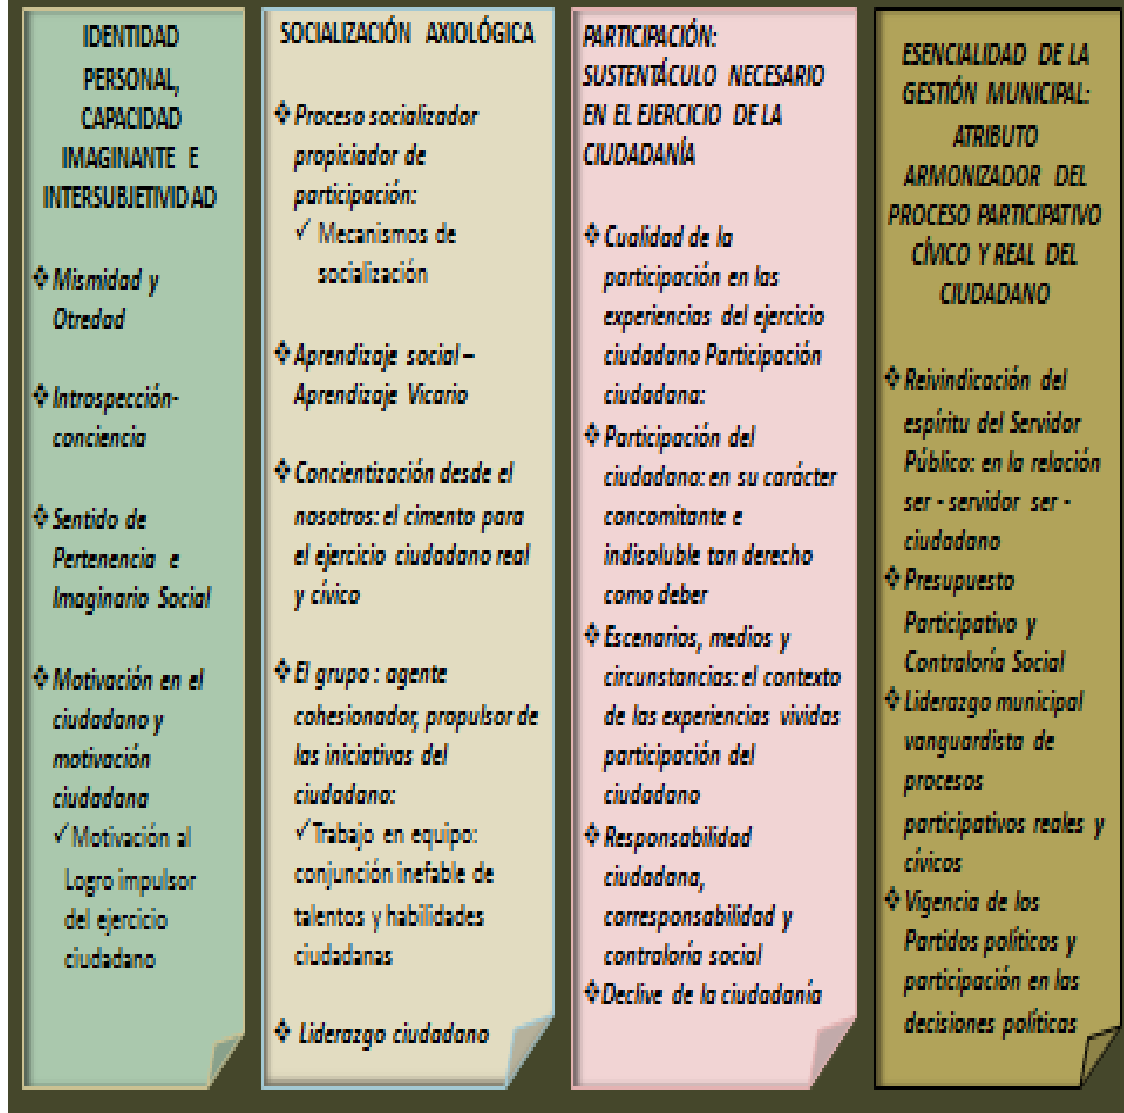 IDENTIDAD
PERSONAL,
CAPACIDAD
IMAGINANTE E
INTERSUBJETIVIDAD
❖ Mismidad y
Otredad
❖ Introspección-
conciencia
❖ Sentido de
Pertenencia e
Imaginario Social
❖ Motivación en el
ciudadano y
motivación
ciudadana
✓ Motivación al
Logro impulsor
del ejercicio
ciudadano
SOCIALIZACIÓN AXIOLÓGICA
❖ Proceso socializador
propiciador de
participación:
✓ Mecanismos de
socialización
❖ Aprendizaje social –
Aprendizaje Vicario
❖ Concientización desde el
nosotros: el cimento para
el ejercicio ciudadano real
y cívico
❖ El grupo : agente
cohesionador, propulsor de
las iniciativas del
ciudadano:
✓ Trabajo en equipo:
conjunción inefable de
talentos y habilidades
ciudadanas
❖ Liderazgo ciudadano
PARTICIPACIÓN:
SUSTENTÁCULO NECESARIO
EN EL EJERCICIO DE LA
CIUDADANÍA
❖ Cualidad de la
participación en las
experiencias del ejercicio
ciudadano Participación
ciudadana:
❖ Participación del
ciudadano: en su carácter
concomitante e
indisoluble tan derecho
como deber
❖ Escenarios, medios y
circunstancias: el contexto
de las experiencias vividas
participación del
ciudadano
❖ Responsabilidad
ciudadana,
corresponsabilidad y
contraloría social
❖ Declive de la ciudadanía
ESENCIALIDAD DE LA
GESTIÓN MUNICIPAL:
ATRIBUTO
ARMONIZADOR DEL
PROCESO PARTICIPATIVO
CÍVICO Y REAL DEL
CIUDADANO
❖ Reivindicación del
espíritu del Servidor
Público: en la relación
ser - servidor ser -
ciudadano
❖ Presupuesto
Participativo y
Contraloría Social
❖ Liderazgo municipal
vanguardista de
procesos
participativos reales y
cívicos
❖ Vigencia de los
Partidos políticos y
participación en las
decisiones políticas